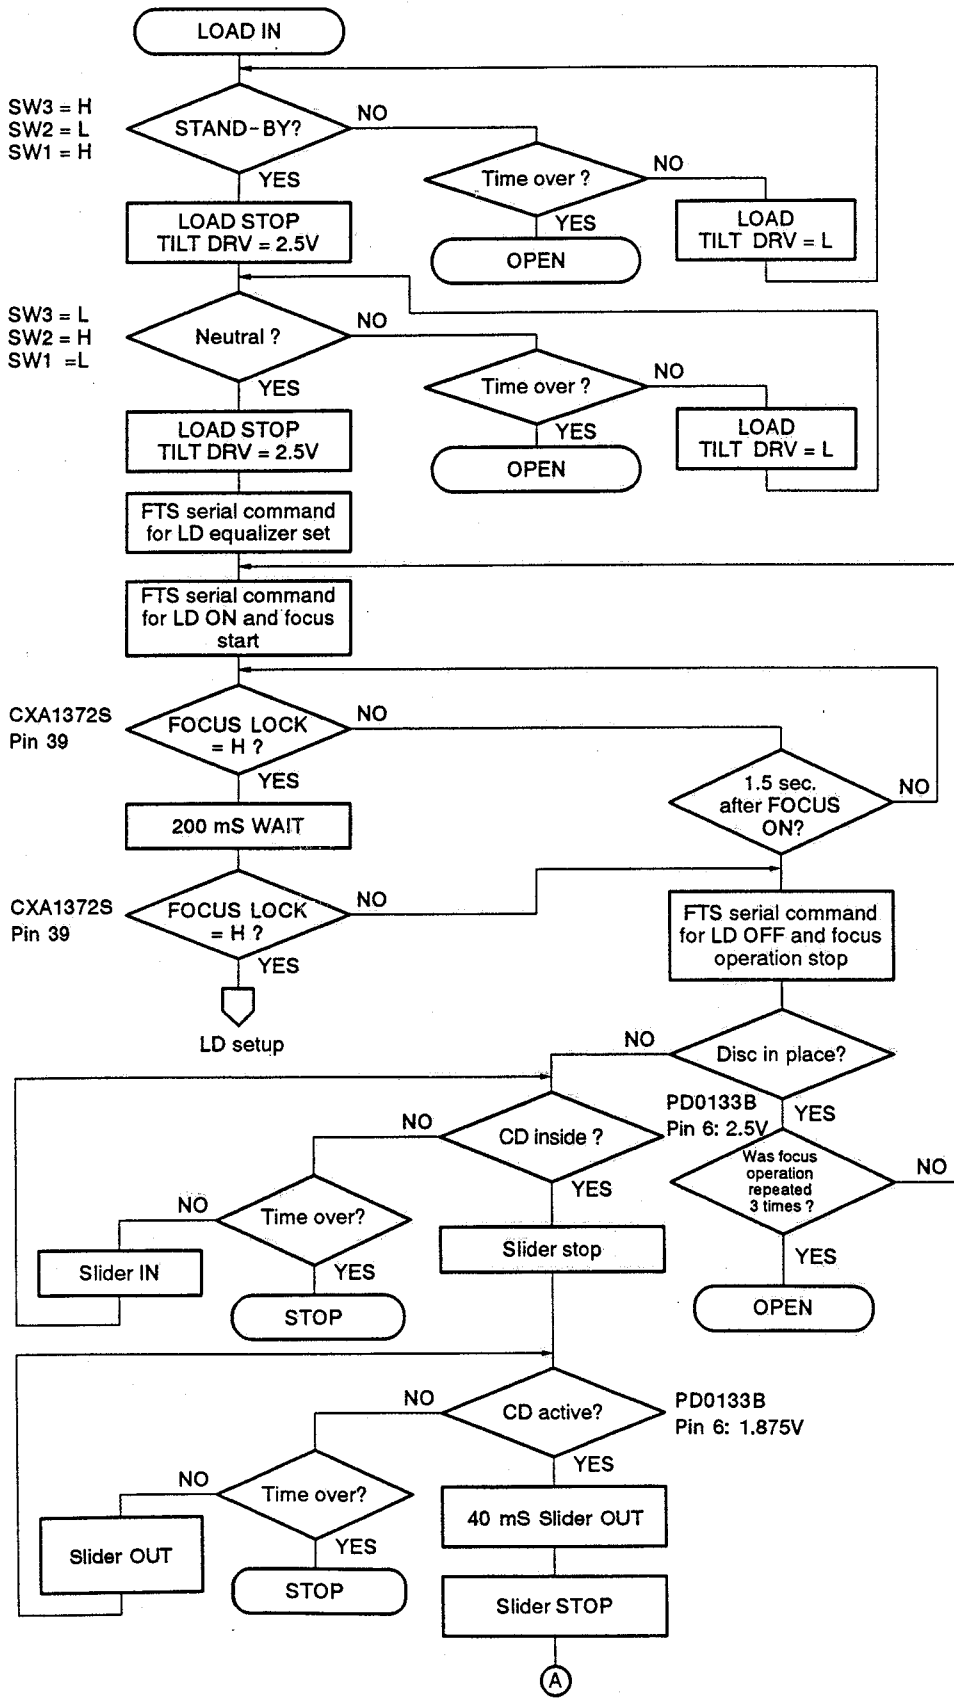 LOAD IN
SW3 = H
SW2 = L
SW1 = H
STAND-BY?
NO
YES
Time over ?
NO
YES
LOAD STOP
TILT DRV = 2.5V
OPEN
LOAD
TILT DRV = L
SW3 = L
SW2 = H
SW1 =L
Neutral ?
NO
YES
Time over ?
NO
YES
LOAD STOP
TILT DRV = 2.5V
OPEN
LOAD
TILT DRV = L
FTS serial command
for LD equalizer set
FTS serial command
for LD ON and focus
start
CXA1372S
Pin 39
FOCUS LOCK
= H ?
NO
YES
1.5 sec.
after FOCUS
ON?
NO
200 mS WAIT
CXA1372S
Pin 39
FOCUS LOCK
= H ?
NO
YES
LD setup
FTS serial command
for LD OFF and focus
operation stop
Disc in place?
NO
YES
CD inside ?
NO
YES
PD0133B
Pin 6: 2.5V
Was focus
operation
repeated
3 times ?
NO
YES
OPEN
Time over?
NO
YES
Slider IN
STOP
Slider stop
CD active?
NO
YES
PD0133B
Pin 6: 1.875V
Time over?
NO
YES
Slider OUT
STOP
40 mS Slider OUT
Slider STOP
A